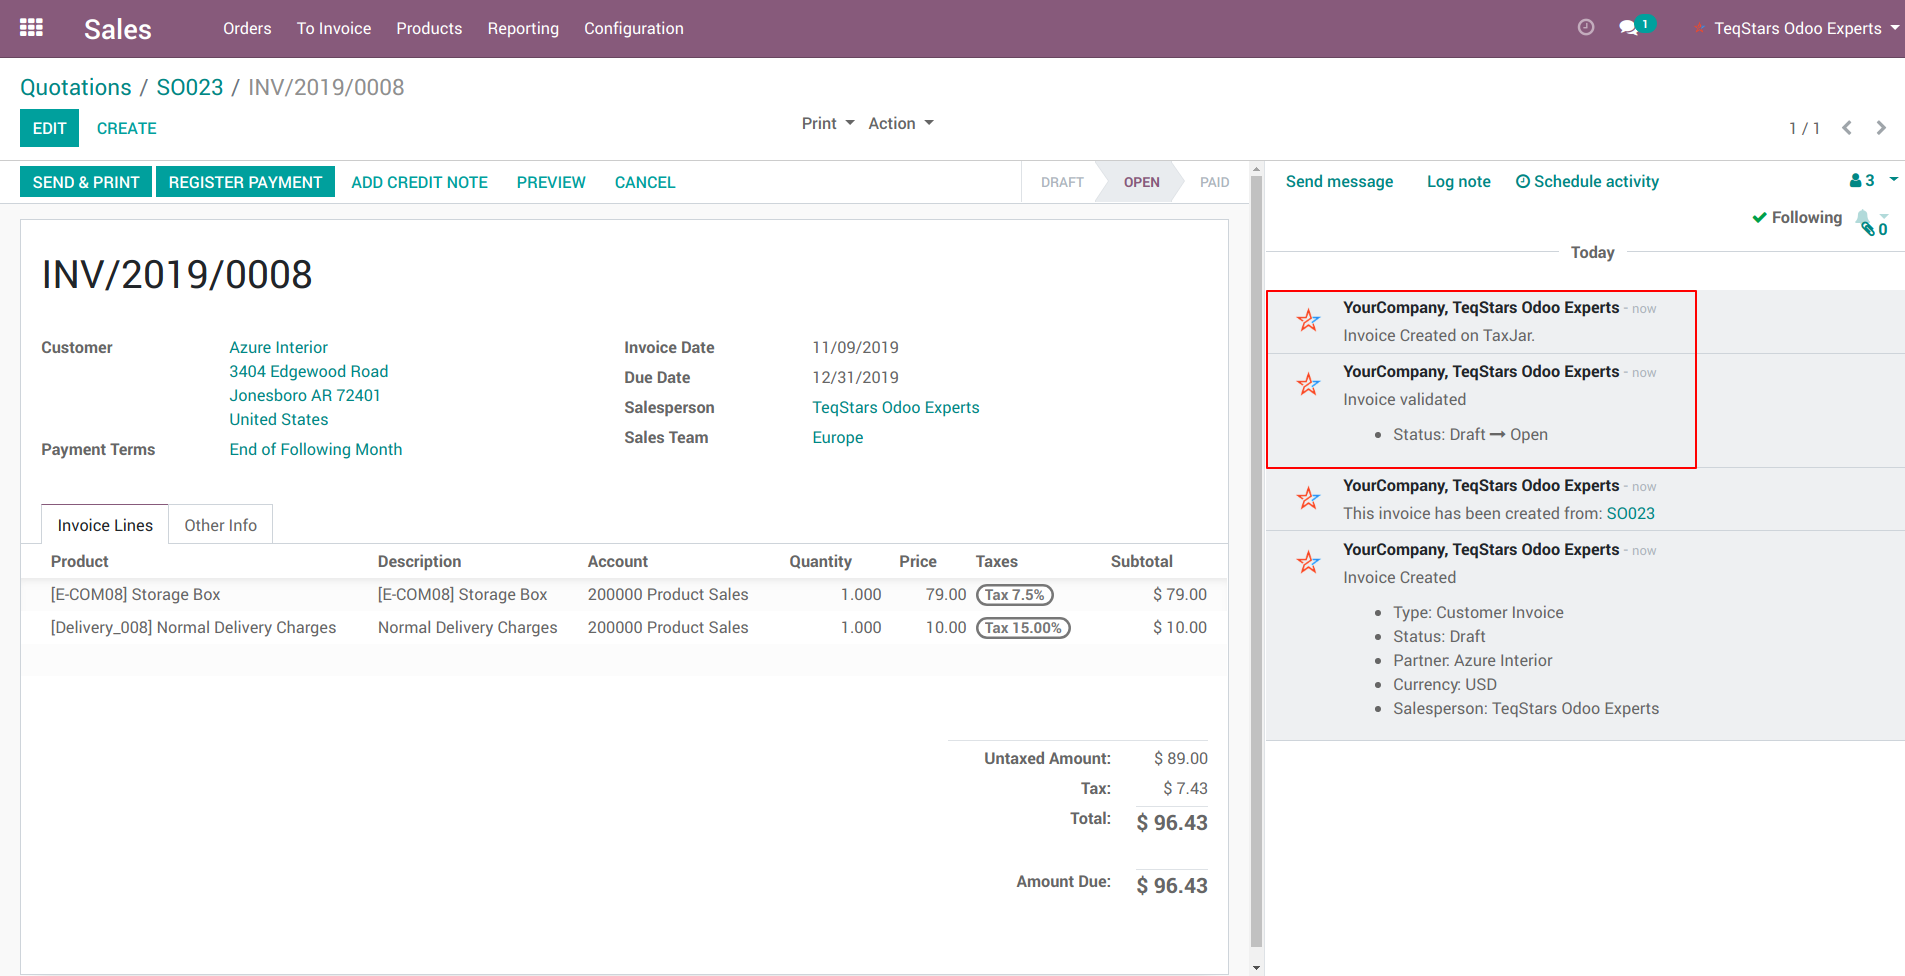 Sales Orders To Invoice Products Reporting Configuration 1 TeqStars Odoo Experts
Quotations / SO023 / INV/2019/0008
EDIT CREATE Print Action 1 / 1
SEND & PRINT REGISTER PAYMENT ADD CREDIT NOTE PREVIEW CANCEL DRAFT OPEN PAID
INV/2019/0008
Customer Azure Interior
3404 Edgewood Road
Jonesboro AR 72401
United States
Payment Terms End of Following Month
Invoice Date 11/09/2019
Due Date 12/31/2019
Salesperson TeqStars Odoo Experts
Sales Team Europe
Invoice Lines Other Info
Product Description Account Quantity Price Taxes Subtotal
[E-COM08] Storage Box [E-COM08] Storage Box 200000 Product Sales 1.000 79.00 Tax 7.5% $ 79.00
[Delivery_008] Normal Delivery Charges Normal Delivery Charges 200000 Product Sales 1.000 10.00 Tax 15.00% $ 10.00
Untaxed Amount: $ 89.00
Tax: $ 7.43
Total: $ 96.43
Amount Due: $ 96.43
Send message Log note Schedule activity 3
Following 0
Today
YourCompany, TeqStars Odoo Experts - now
Invoice Created on TaxJar.
YourCompany, TeqStars Odoo Experts - now
Invoice validated
• Status: Draft → Open
YourCompany, TeqStars Odoo Experts - now
This invoice has been created from: SO023
YourCompany, TeqStars Odoo Experts - now
Invoice Created
• Type: Customer Invoice
• Status: Draft
• Partner: Azure Interior
• Currency: USD
• Salesperson: TeqStars Odoo Experts